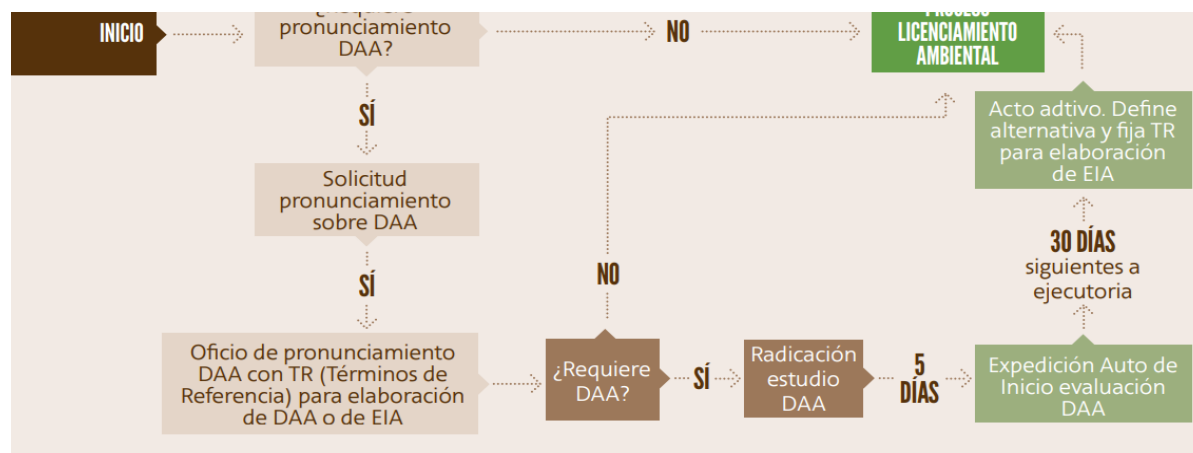 INICIO
¿Requiere
pronunciamiento
DAA?
NO
PROCESO
LICENCIAMIENTO
AMBIENTAL
SÍ
Solicitud
pronunciamiento
sobre DAA
SÍ
Oficio de pronunciamiento
DAA con TR (Términos de
Referencia) para elaboración
de DAA o de EIA
¿Requiere
DAA?
NO
SÍ
Radicación
estudio
DAA
5
DÍAS
Expedición Auto de
Inicio evaluación
DAA
30 DÍAS
siguientes a
ejecutoria
Acto adtivo. Define
alternativa y fija TR
para elaboración
de EIA